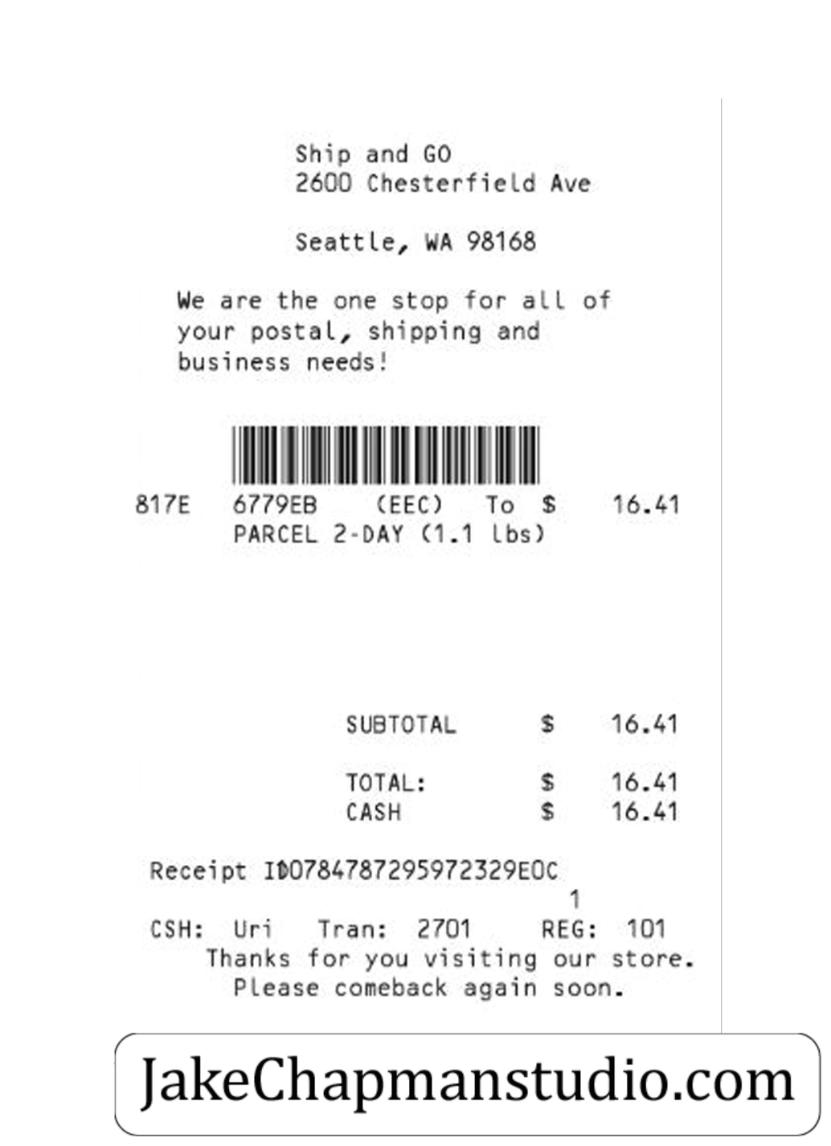 Ship and GO
2600 Chesterfield Ave
Seattle, WA 98168
We are the one stop for all of
your postal, shipping and
business needs!
817E 6779EB (EEC) To $ 16.41
PARCEL 2-DAY (1.1 lbs)
SUBTOTAL $ 16.41
TOTAL: $ 16.41
CASH $ 16.41
Receipt ID0784787295972329E0C
1
CSH: Uri Tran: 2701 REG: 101
Thanks for you visiting our store.
Please comeback again soon.
JakeChapmanstudio.com